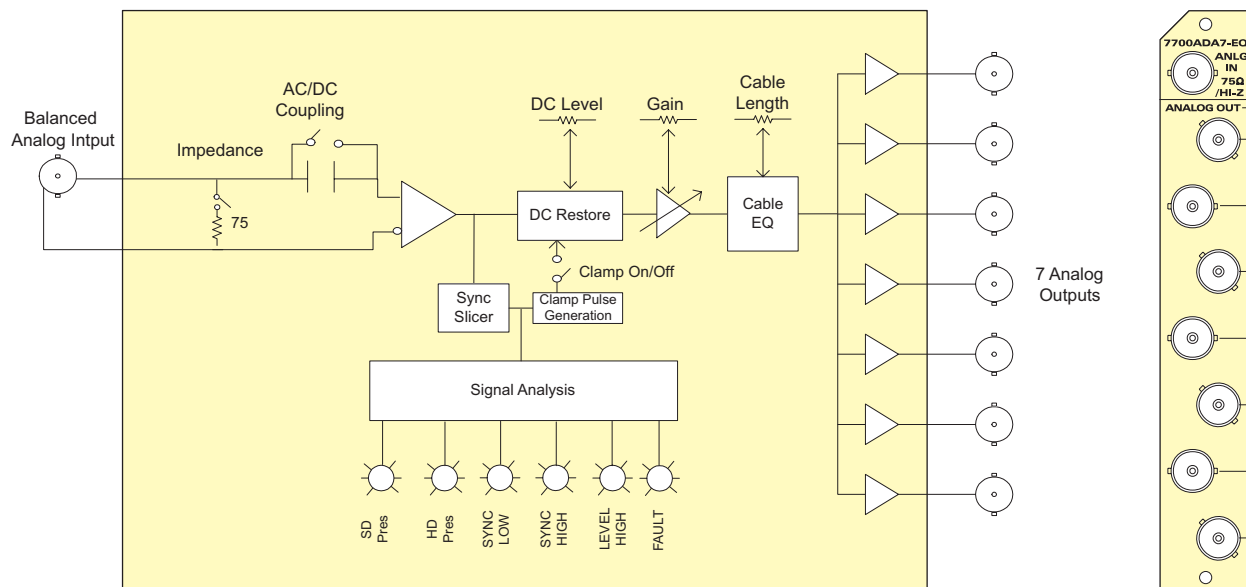 Balanced
Analog Intput
Impedance
75
AC/DC
Coupling
DC Level
Gain
Cable
Length
DC Restore
Cable
EQ
Clamp On/Off
Sync
Slicer
Clamp Pulse
Generation
Signal Analysis
SD
Pres
HD
Pres
SYNC
LOW
SYNC
HIGH
LEVEL
HIGH
FAULT
7 Analog
Outputs
7700ADA7-EQ
ANLG
IN
75Ω
/HI-Z
ANALOG OUT